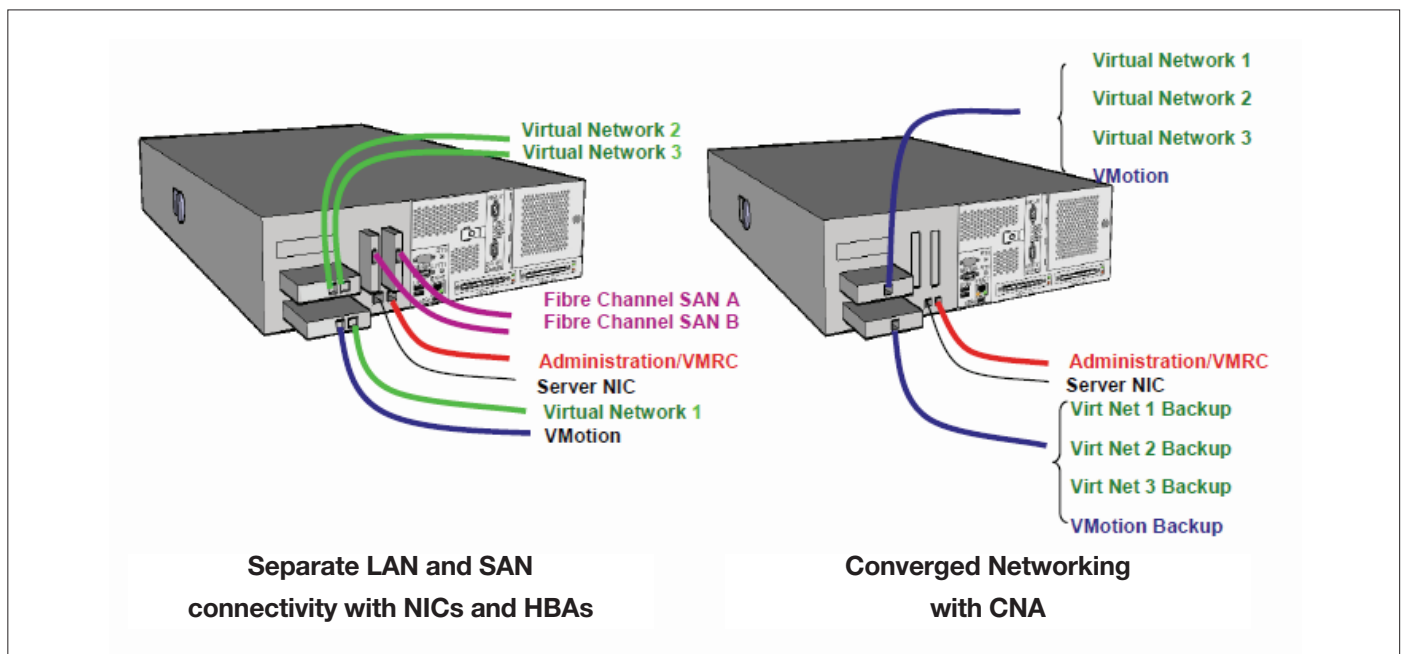 Virtual Network 2
Virtual Network 3
Fibre Channel SAN A
Fibre Channel SAN B
Administration/VMRC
Server NIC
Virtual Network 1
VMotion
Separate LAN and SAN
connectivity with NICs and HBAs
Virtual Network 1
Virtual Network 2
Virtual Network 3
VMotion
Administration/VMRC
Server NIC
Virt Net 1 Backup
Virt Net 2 Backup
Virt Net 3 Backup
VMotion Backup
Converged Networking
with CNA